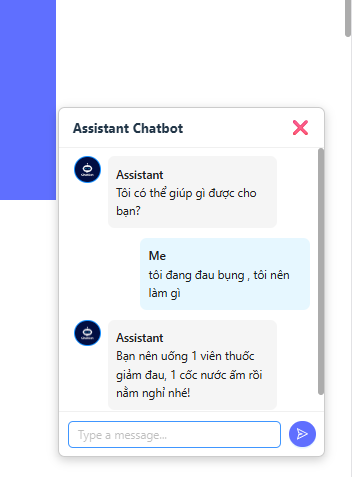 Assistant Chatbot
Assistant
Tôi có thể giúp gì được cho
bạn?
Me
tôi đang đau bụng , tôi nên
làm gì
Assistant
Bạn nên uống 1 viên thuốc
giảm đau, 1 cốc nước ấm rồi
nằm nghỉ nhé!
Type a message...